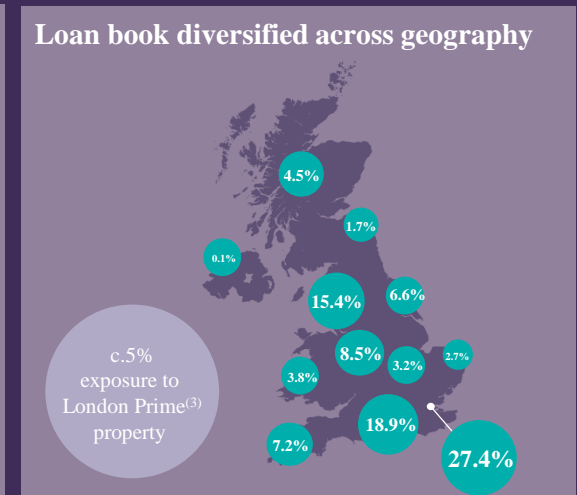 Loan book diversified across geography
4.5%
1.7%
0.1%
15.4%
6.6%
8.5%
3.2%
2.7%
3.8%
c.5%
exposure to
London Prime(3)
property
18.9%
7.2%
27.4%